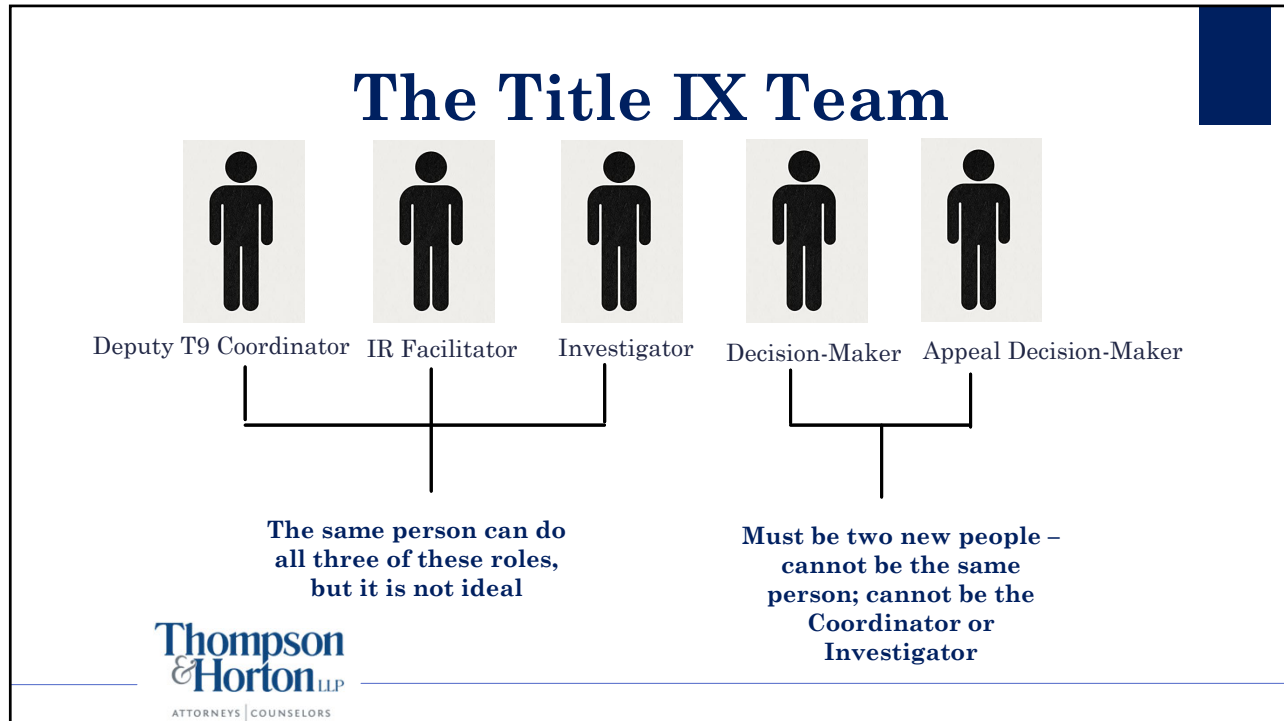 The Title IX Team
Deputy T9 Coordinator IR Facilitator Investigator Decision-Maker Appeal Decision-Maker
The same person can do
all three of these roles,
but it is not ideal
Must be two new people –
cannot be the same
person; cannot be the
Coordinator or
Investigator
Thompson
&Horton LLP
ATTORNEYS | COUNSELORS